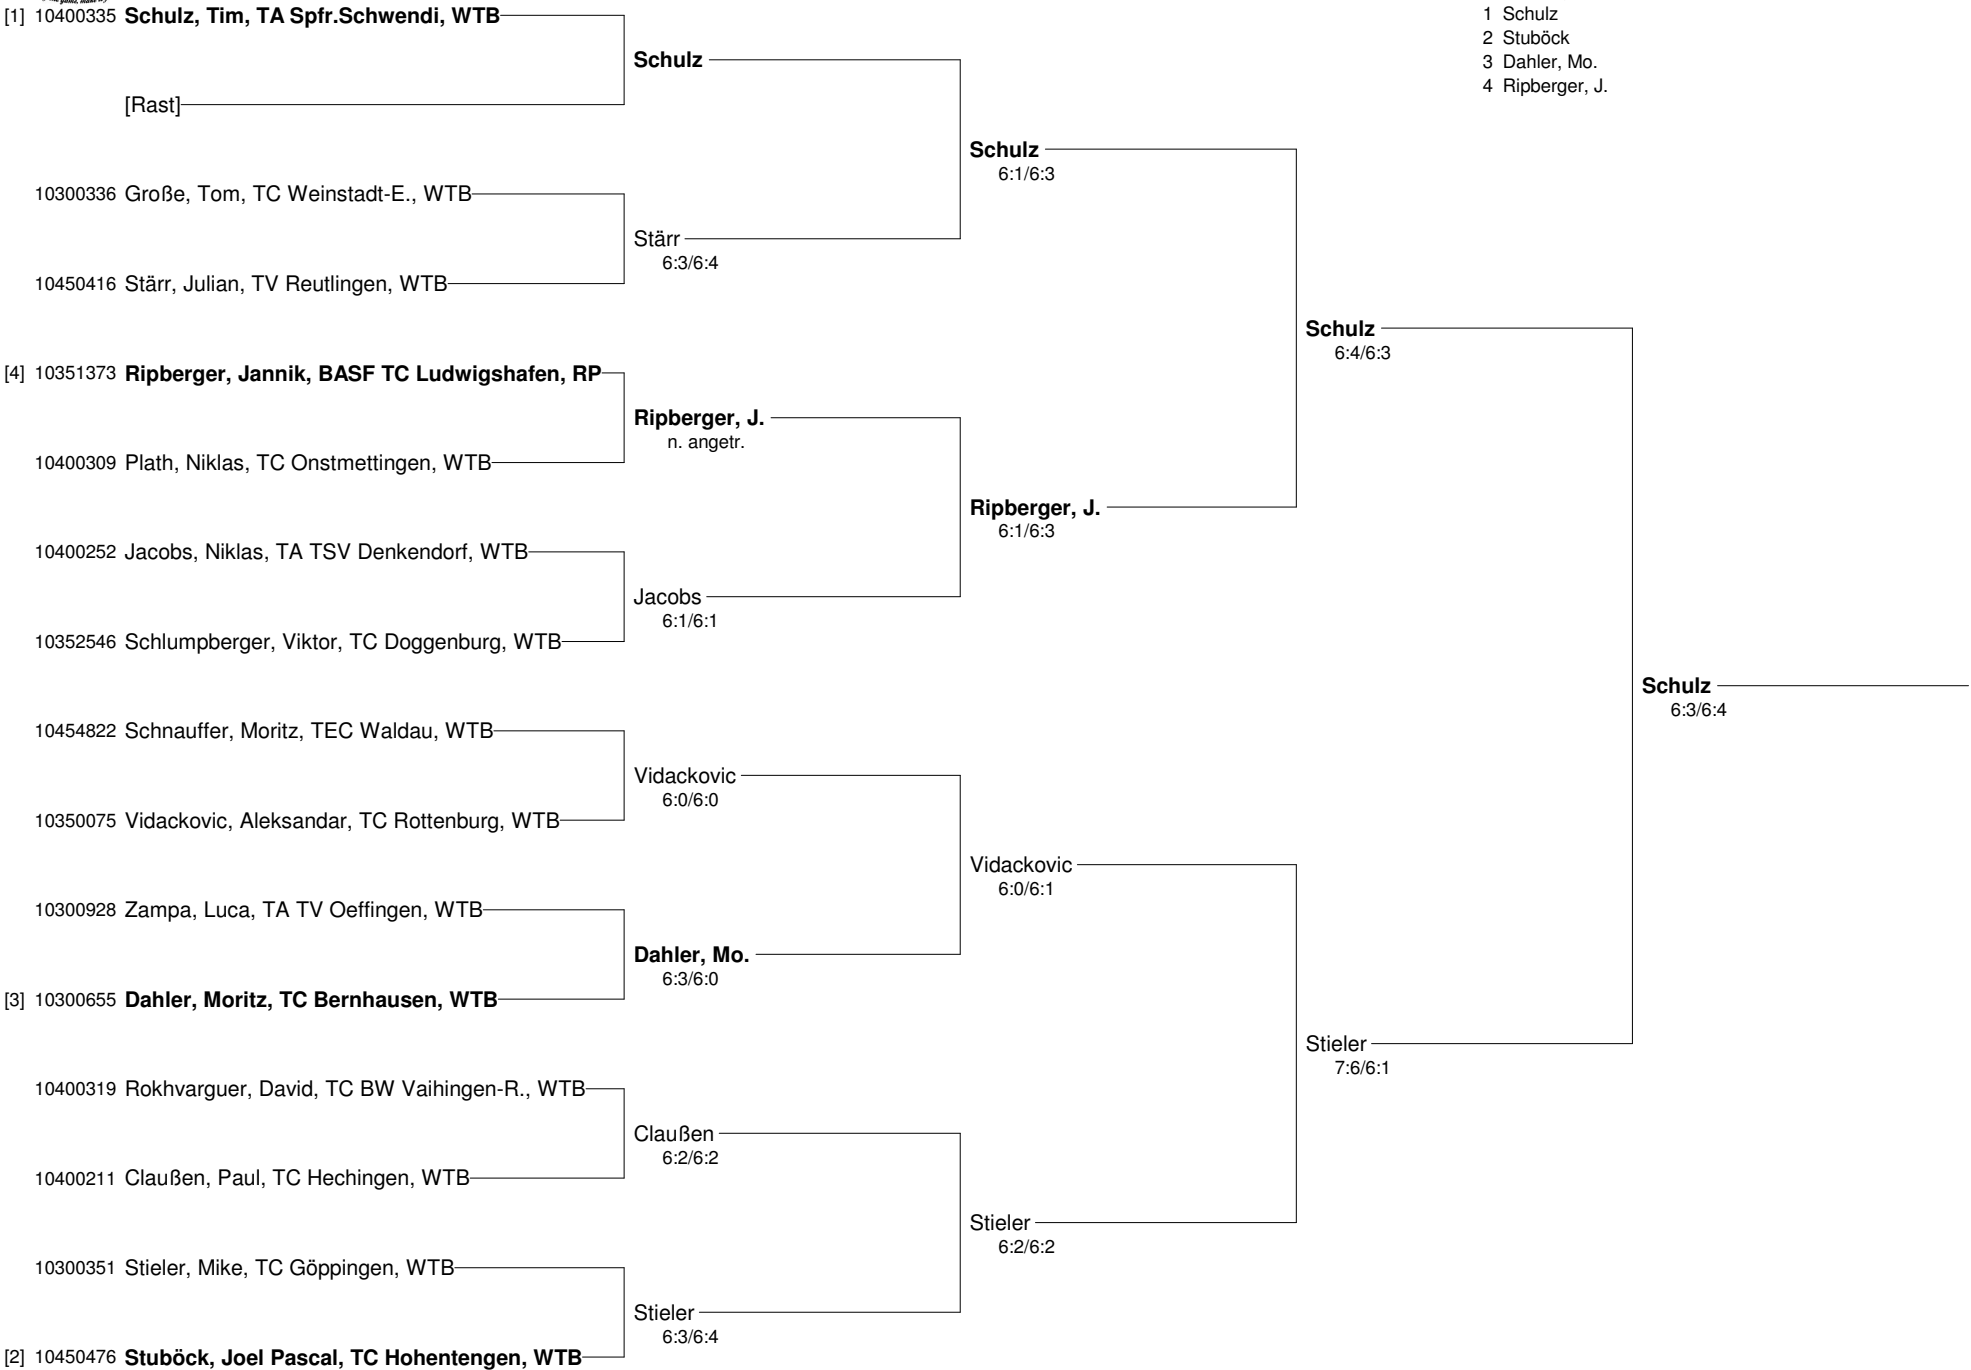 [1] 10400335 Schulz, Tim, TA Spfr.Schwendi, WTB
1 Schulz
2 Stuböck
3 Dahler, Mo.
4 Ripberger, J.
Schulz
[Rast]
Schulz
6:1/6:3
10300336 Große, Tom, TC Weinstadt-E., WTB
Stärr
6:3/6:4
10450416 Stärr, Julian, TV Reutlingen, WTB
Schulz
6:4/6:3
[4] 10351373 Ripberger, Jannik, BASF TC Ludwigshafen, RP
Ripberger, J.
n. angetr.
10400309 Plath, Niklas, TC Onstmettingen, WTB
Ripberger, J.
6:1/6:3
10400252 Jacobs, Niklas, TA TSV Denkendorf, WTB
Jacobs
6:1/6:1
10352546 Schlumpberger, Viktor, TC Doggenburg, WTB
Schulz
6:3/6:4
10454822 Schnauffer, Moritz, TEC Waldau, WTB
Vidackovic
6:0/6:0
10350075 Vidackovic, Aleksandar, TC Rottenburg, WTB
Vidackovic
6:0/6:1
10300928 Zampa, Luca, TA TV Oeffingen, WTB
Dahler, Mo.
6:3/6:0
[3] 10300655 Dahler, Moritz, TC Bernhausen, WTB
Stieler
7:6/6:1
10400319 Rokhvarguer, David, TC BW Vaihingen-R., WTB
Claußen
6:2/6:2
10400211 Claußen, Paul, TC Hechingen, WTB
Stieler
6:2/6:2
10300351 Stieler, Mike, TC Göppingen, WTB
Stieler
6:3/6:4
[2] 10450476 Stuböck, Joel Pascal, TC Hohentengen, WTB